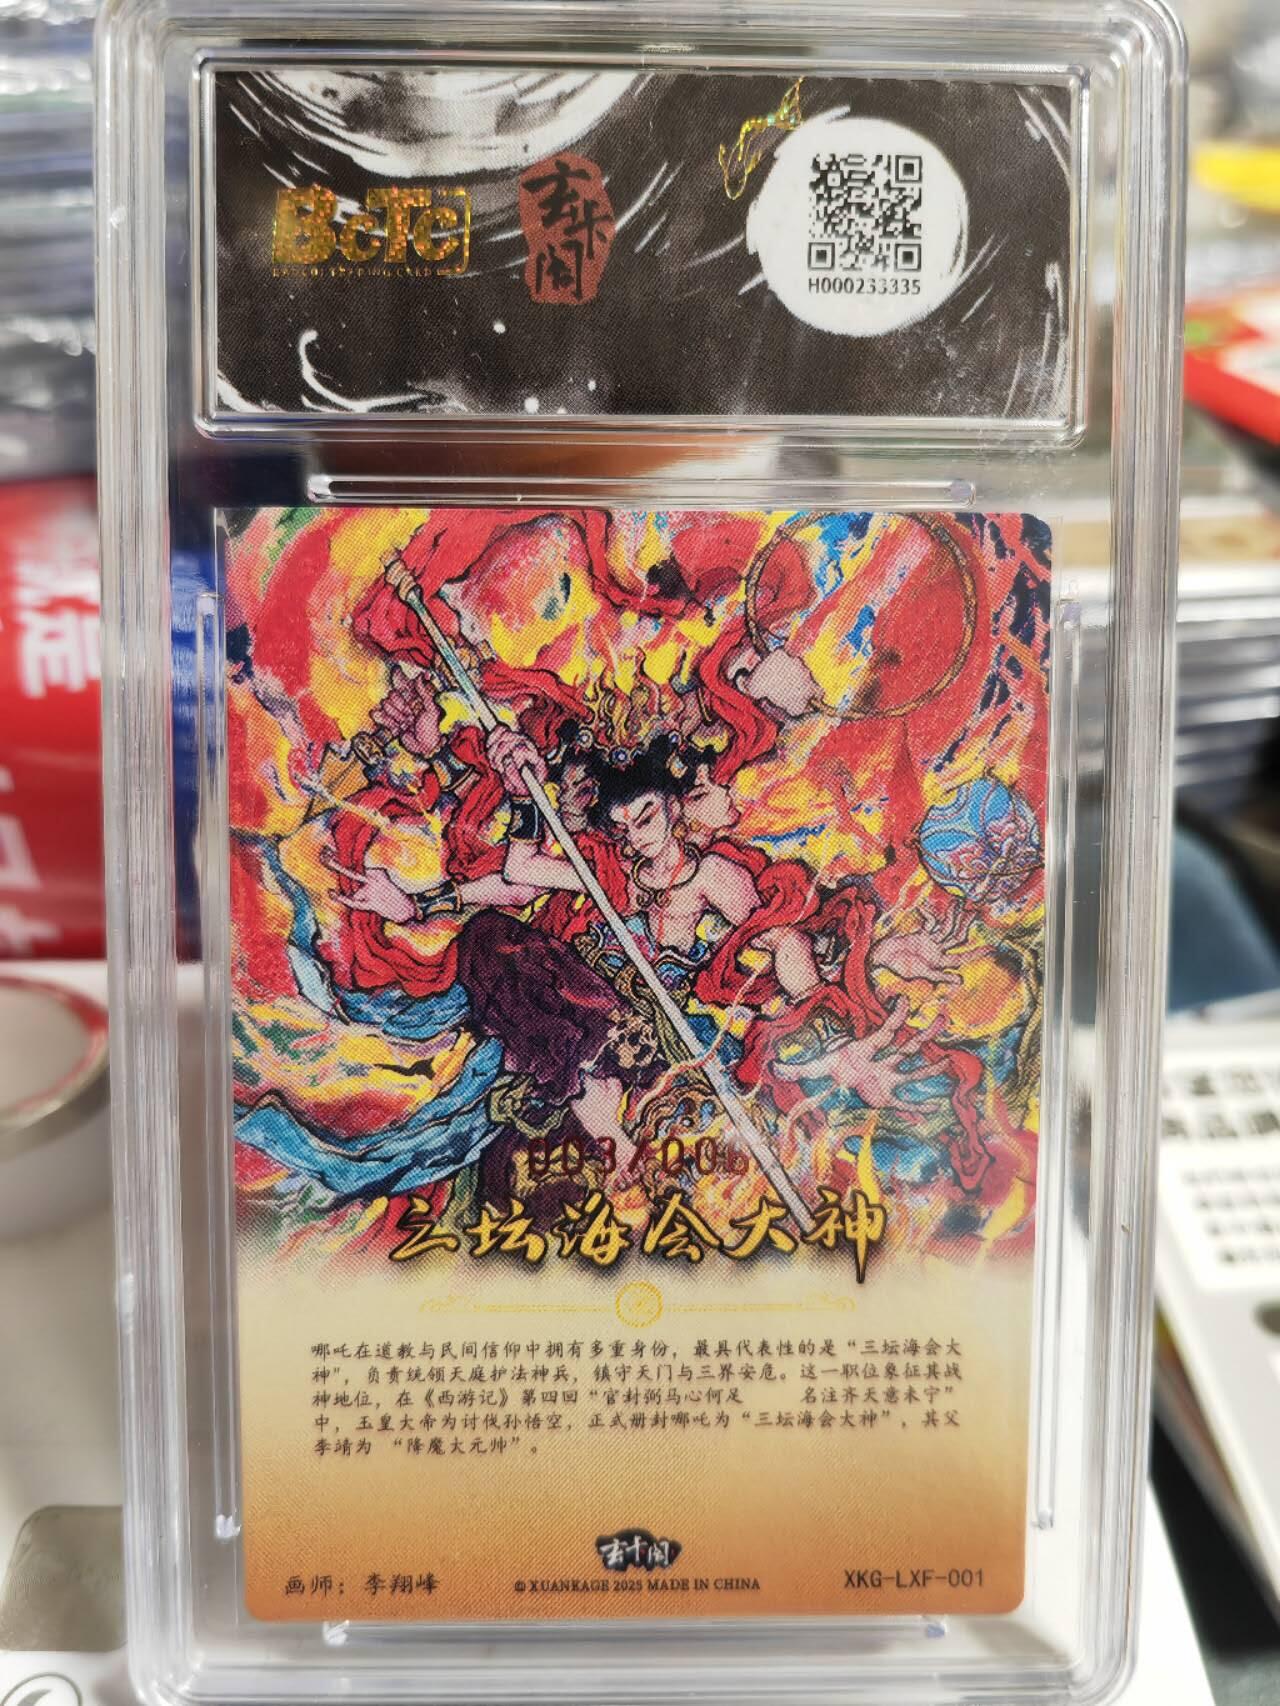 BcTc
玄卡阁
H000233335
003/006
三坛海会大神
哪吒在道教与民间信仰中拥有多重身份，最具代表性的是“三坛海会大
神”，负责统领天庭护法神兵，镇守天门与三界安危。这一职位象征其战
神地位，在《西游记》第四回“官封弼马心何足　　名注齐天意未宁”
中，玉皇大帝为讨伐孙悟空，正式册封哪吒为“三坛海会大神”，其父
李靖为 “降魔大元帅”。
玄卡阁
画师：李翔峰
© XUANKAGE 2025 MADE IN CHINA
XKG-LXF-001